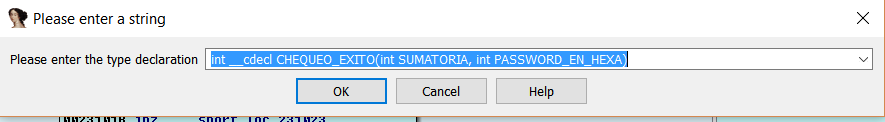 Please enter a string
Please enter the type declaration int __cdecl CHEQUEO_EXITO(int SUMATORIA, int PASSWORD_EN_HEXA)
OK Cancel Help